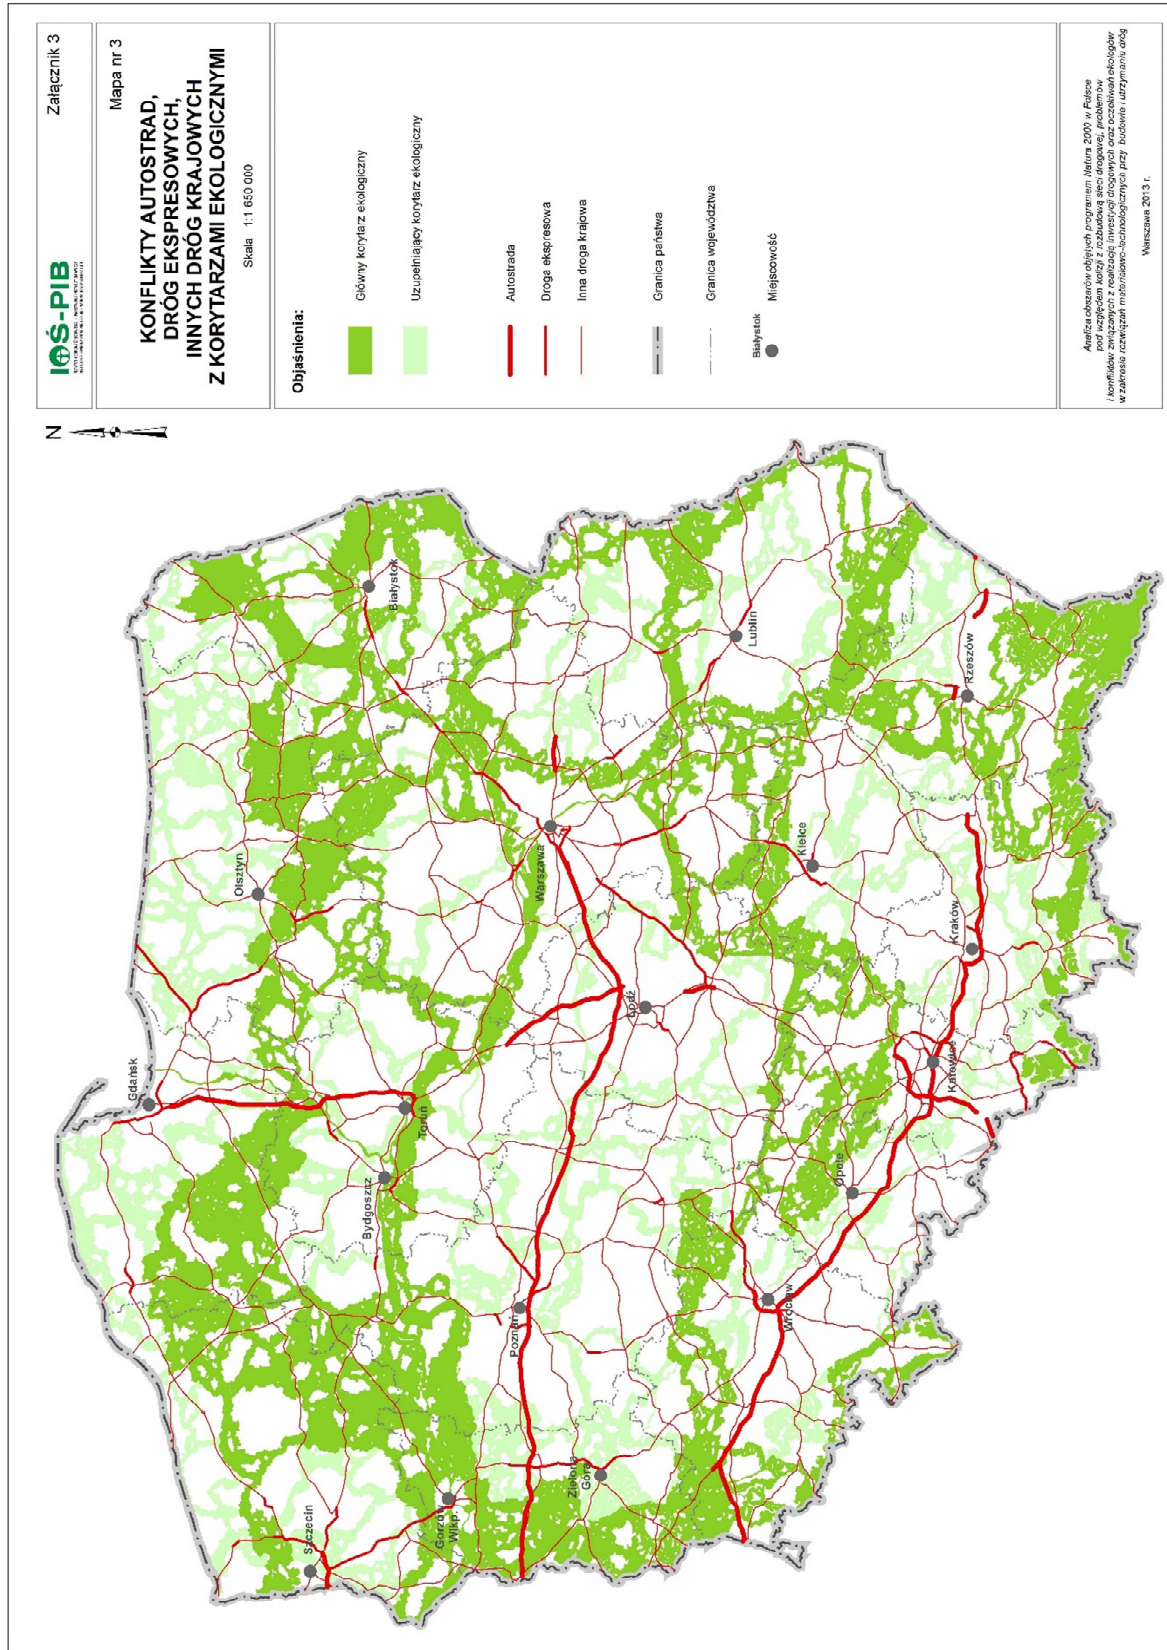 Załącznik 3
IOŚ-PIB
Mapa nr 3
KONFLIKTY AUTOSTRAD,
DRÓG EKSPRESOWYCH,
INNYCH DRÓG KRAJOWYCH
Z KORYTARZAMI EKOLOGICZNYMI
Skala 1:1 650 000
Objaśnienia:
Główny korytarz ekologiczny
Uzupełniający korytarz ekologiczny
Autostrada
Droga ekspresowa
Inna droga krajowa
Granica państwa
Granica województwa
Białystok
Miejscowość
Analiza obszarów objętych programem Natura 2000 w Polsce
pod względem kolizji z rozbudową sieci drogowej, problemów
i konfliktów związanych z realizacją inwestycji drogowych oraz oczekiwań ekologów
w zakresie rozwiązań materiałowo-technologicznych przy budowie i utrzymaniu dróg
Warszawa 2013 r.
N
Gdańsk
Olsztyn
Białystok
Szczecin
Bydgoszcz
Toruń
Gorzów
Wlkp.
Poznań
Warszawa
Zielona
Góra
Łódź
Lublin
Wrocław
Opole
Kielce
Katowice
Kraków
Rzeszów